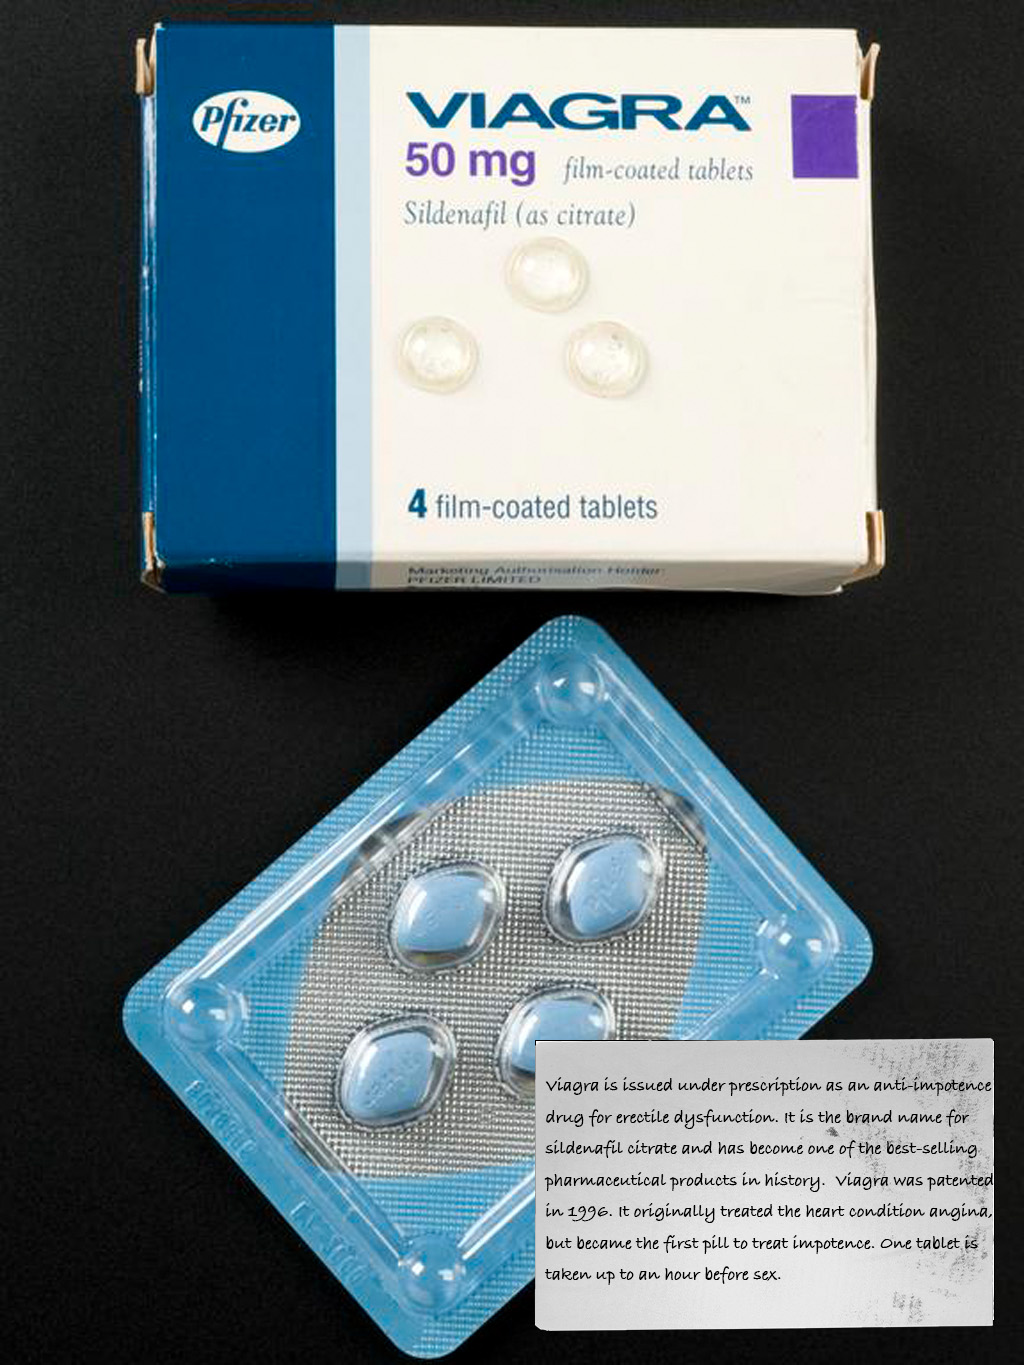 Pfizer
VIAGRA™
50 mg film-coated tablets
Sildenafil (as citrate)
4 film-coated tablets
Marketing Authorisation Holder:
PFIZER LIMITED
Viagra is issued under prescription as an anti-impotence
drug for erectile dysfunction. It is the brand name for
sildenafil citrate and has become one of the best-selling
pharmaceutical products in history. Viagra was patented
in 1996. It originally treated the heart condition angina,
but became the first pill to treat impotence. One tablet is
taken up to an hour before sex.